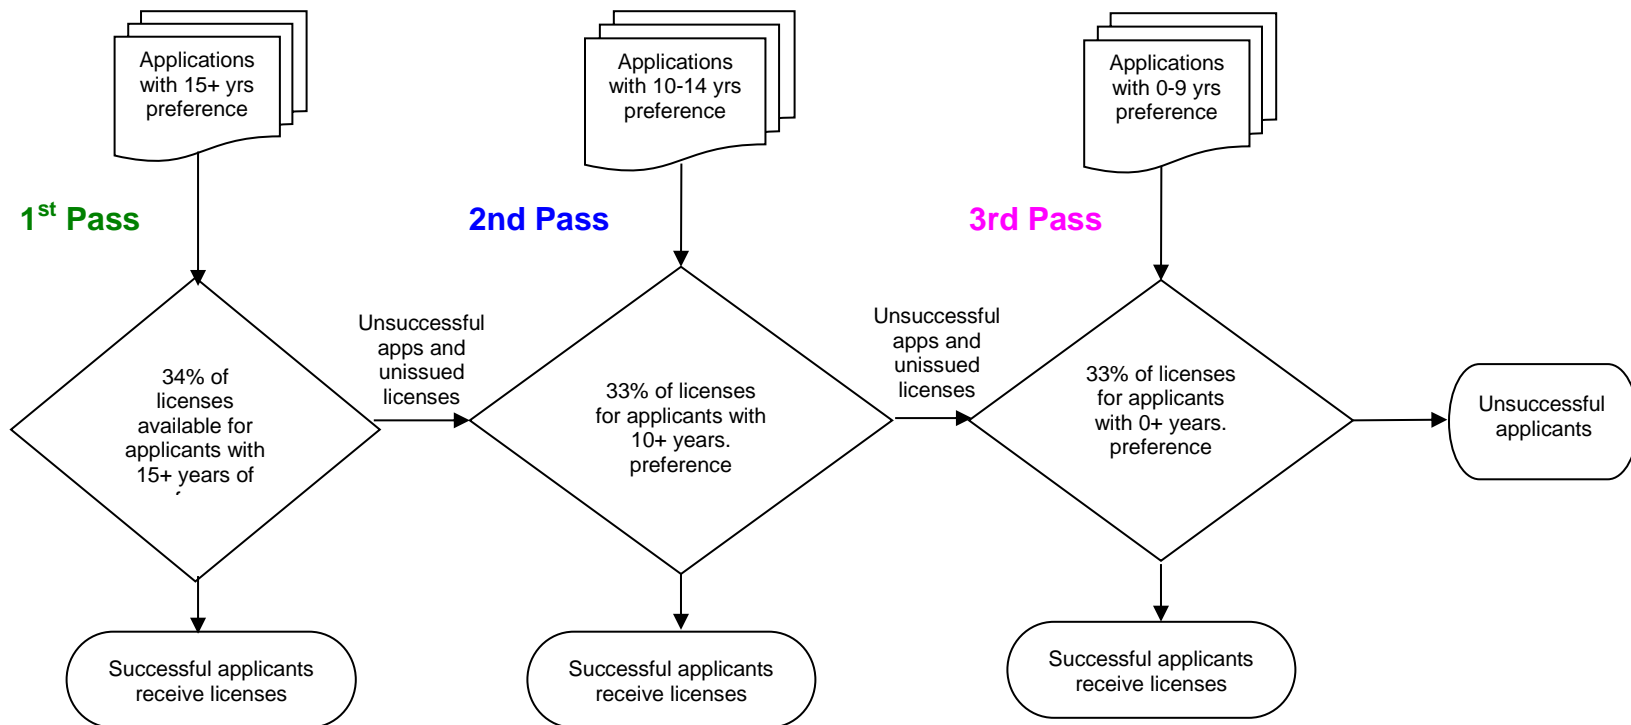 Applications
with 15+ yrs
preference
Applications
with 10-14 yrs
preference
Applications
with 0-9 yrs
preference
1st Pass
2nd Pass
3rd Pass
34% of
licenses
available for
applicants with
15+ years of
Unsuccessful
apps and
unissued
licenses
33% of licenses
for applicants with
10+ years.
preference
Unsuccessful
apps and
unissued
licenses
33% of licenses
for applicants
with 0+ years.
preference
Unsuccessful
applicants
Successful applicants
receive licenses
Successful applicants
receive licenses
Successful applicants
receive licenses